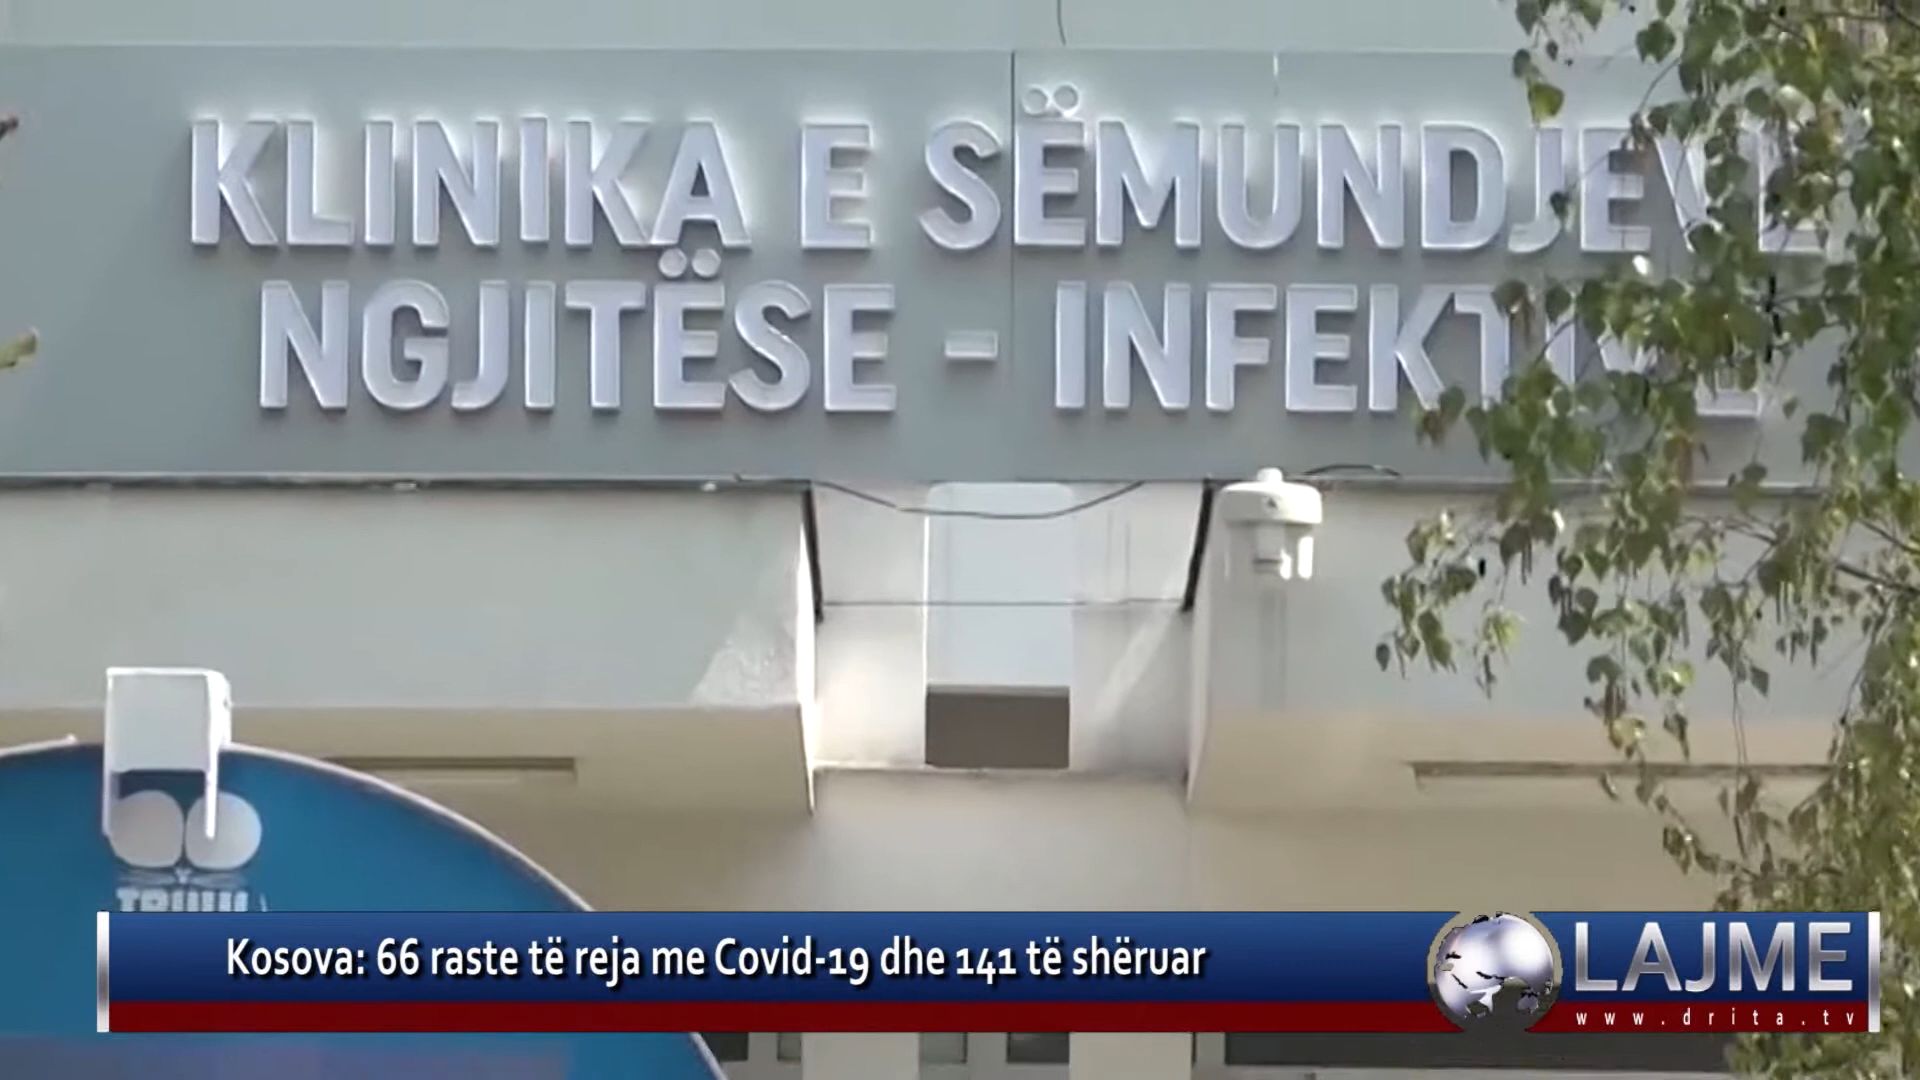 KLINIKA E SËMUNDJEVE
NGJITËSE - INFEKTIVE
Kosova: 66 raste të reja me Covid-19 dhe 141 të shëruar
LAJME
www.drita.tv